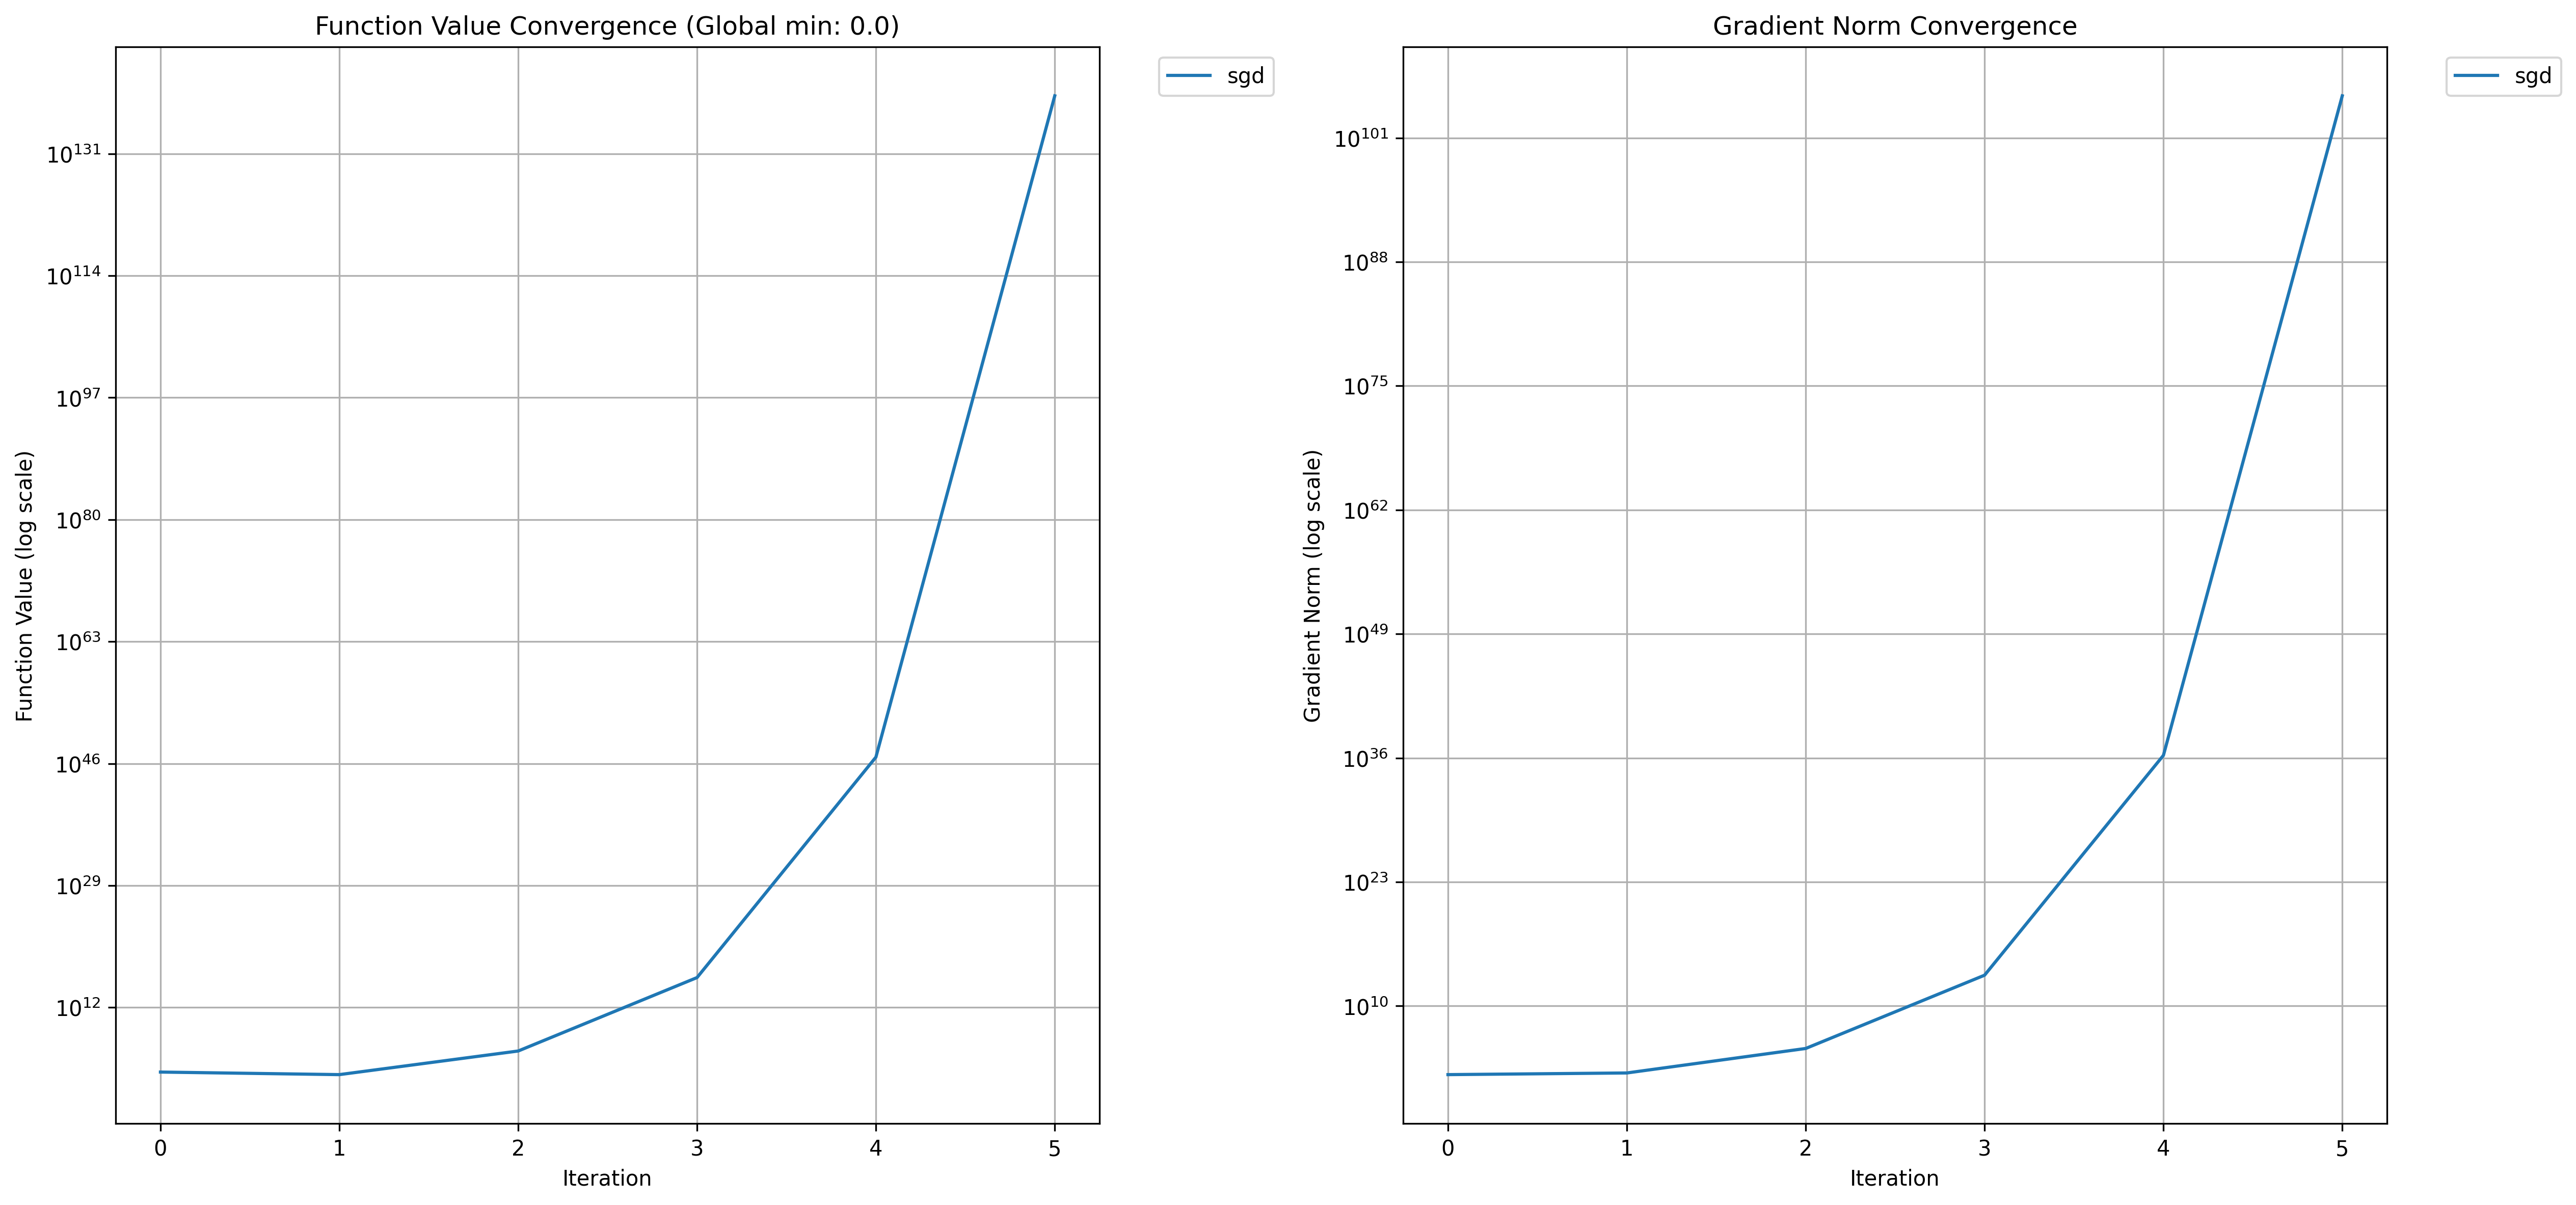 Function Value Convergence (Global min: 0.0)
sgd
Function Value (log scale)
10^131
10^114
10^97
10^80
10^63
10^46
10^29
10^12
0 1 2 3 4 5
Iteration
Gradient Norm Convergence
sgd
Gradient Norm (log scale)
10^101
10^88
10^75
10^62
10^49
10^36
10^23
10^10
0 1 2 3 4 5
Iteration